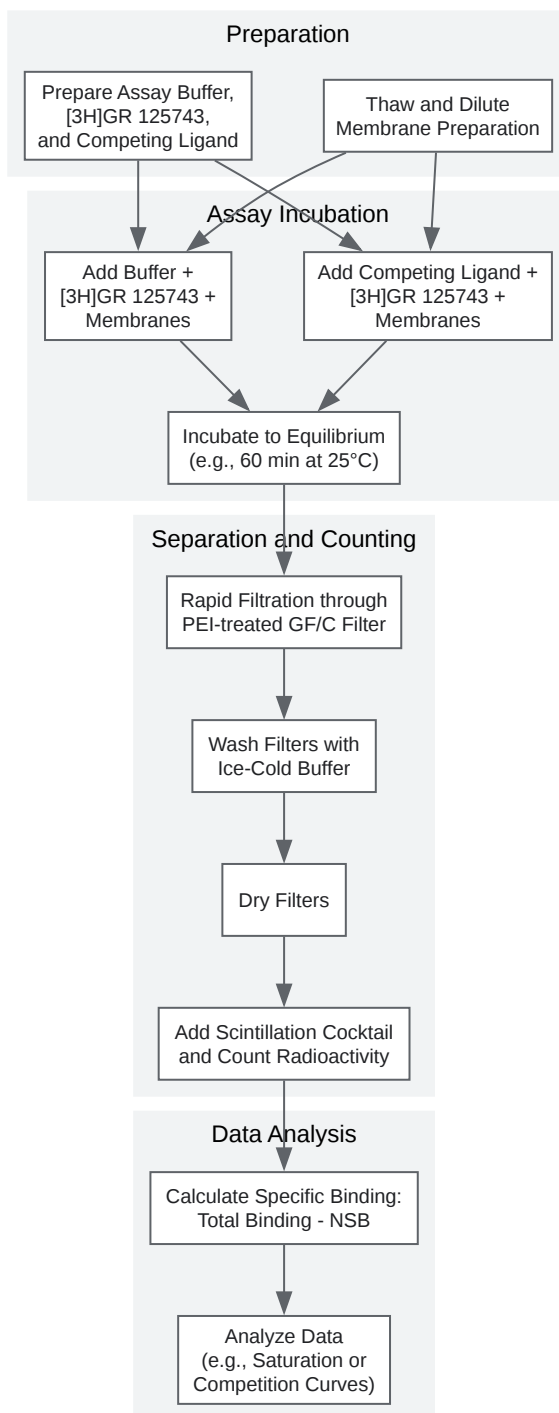 Preparation
Prepare Assay Buffer,
[3H]GR 125743,
and Competing Ligand
Thaw and Dilute
Membrane Preparation
Assay Incubation
Add Buffer +
[3H]GR 125743 +
Membranes
Add Competing Ligand +
[3H]GR 125743 +
Membranes
Incubate to Equilibrium
(e.g., 60 min at 25°C)
Separation and Counting
Rapid Filtration through
PEI-treated GF/C Filter
Wash Filters with
Ice-Cold Buffer
Dry Filters
Add Scintillation Cocktail
and Count Radioactivity
Data Analysis
Calculate Specific Binding:
Total Binding - NSB
Analyze Data
(e.g., Saturation or
Competition Curves)